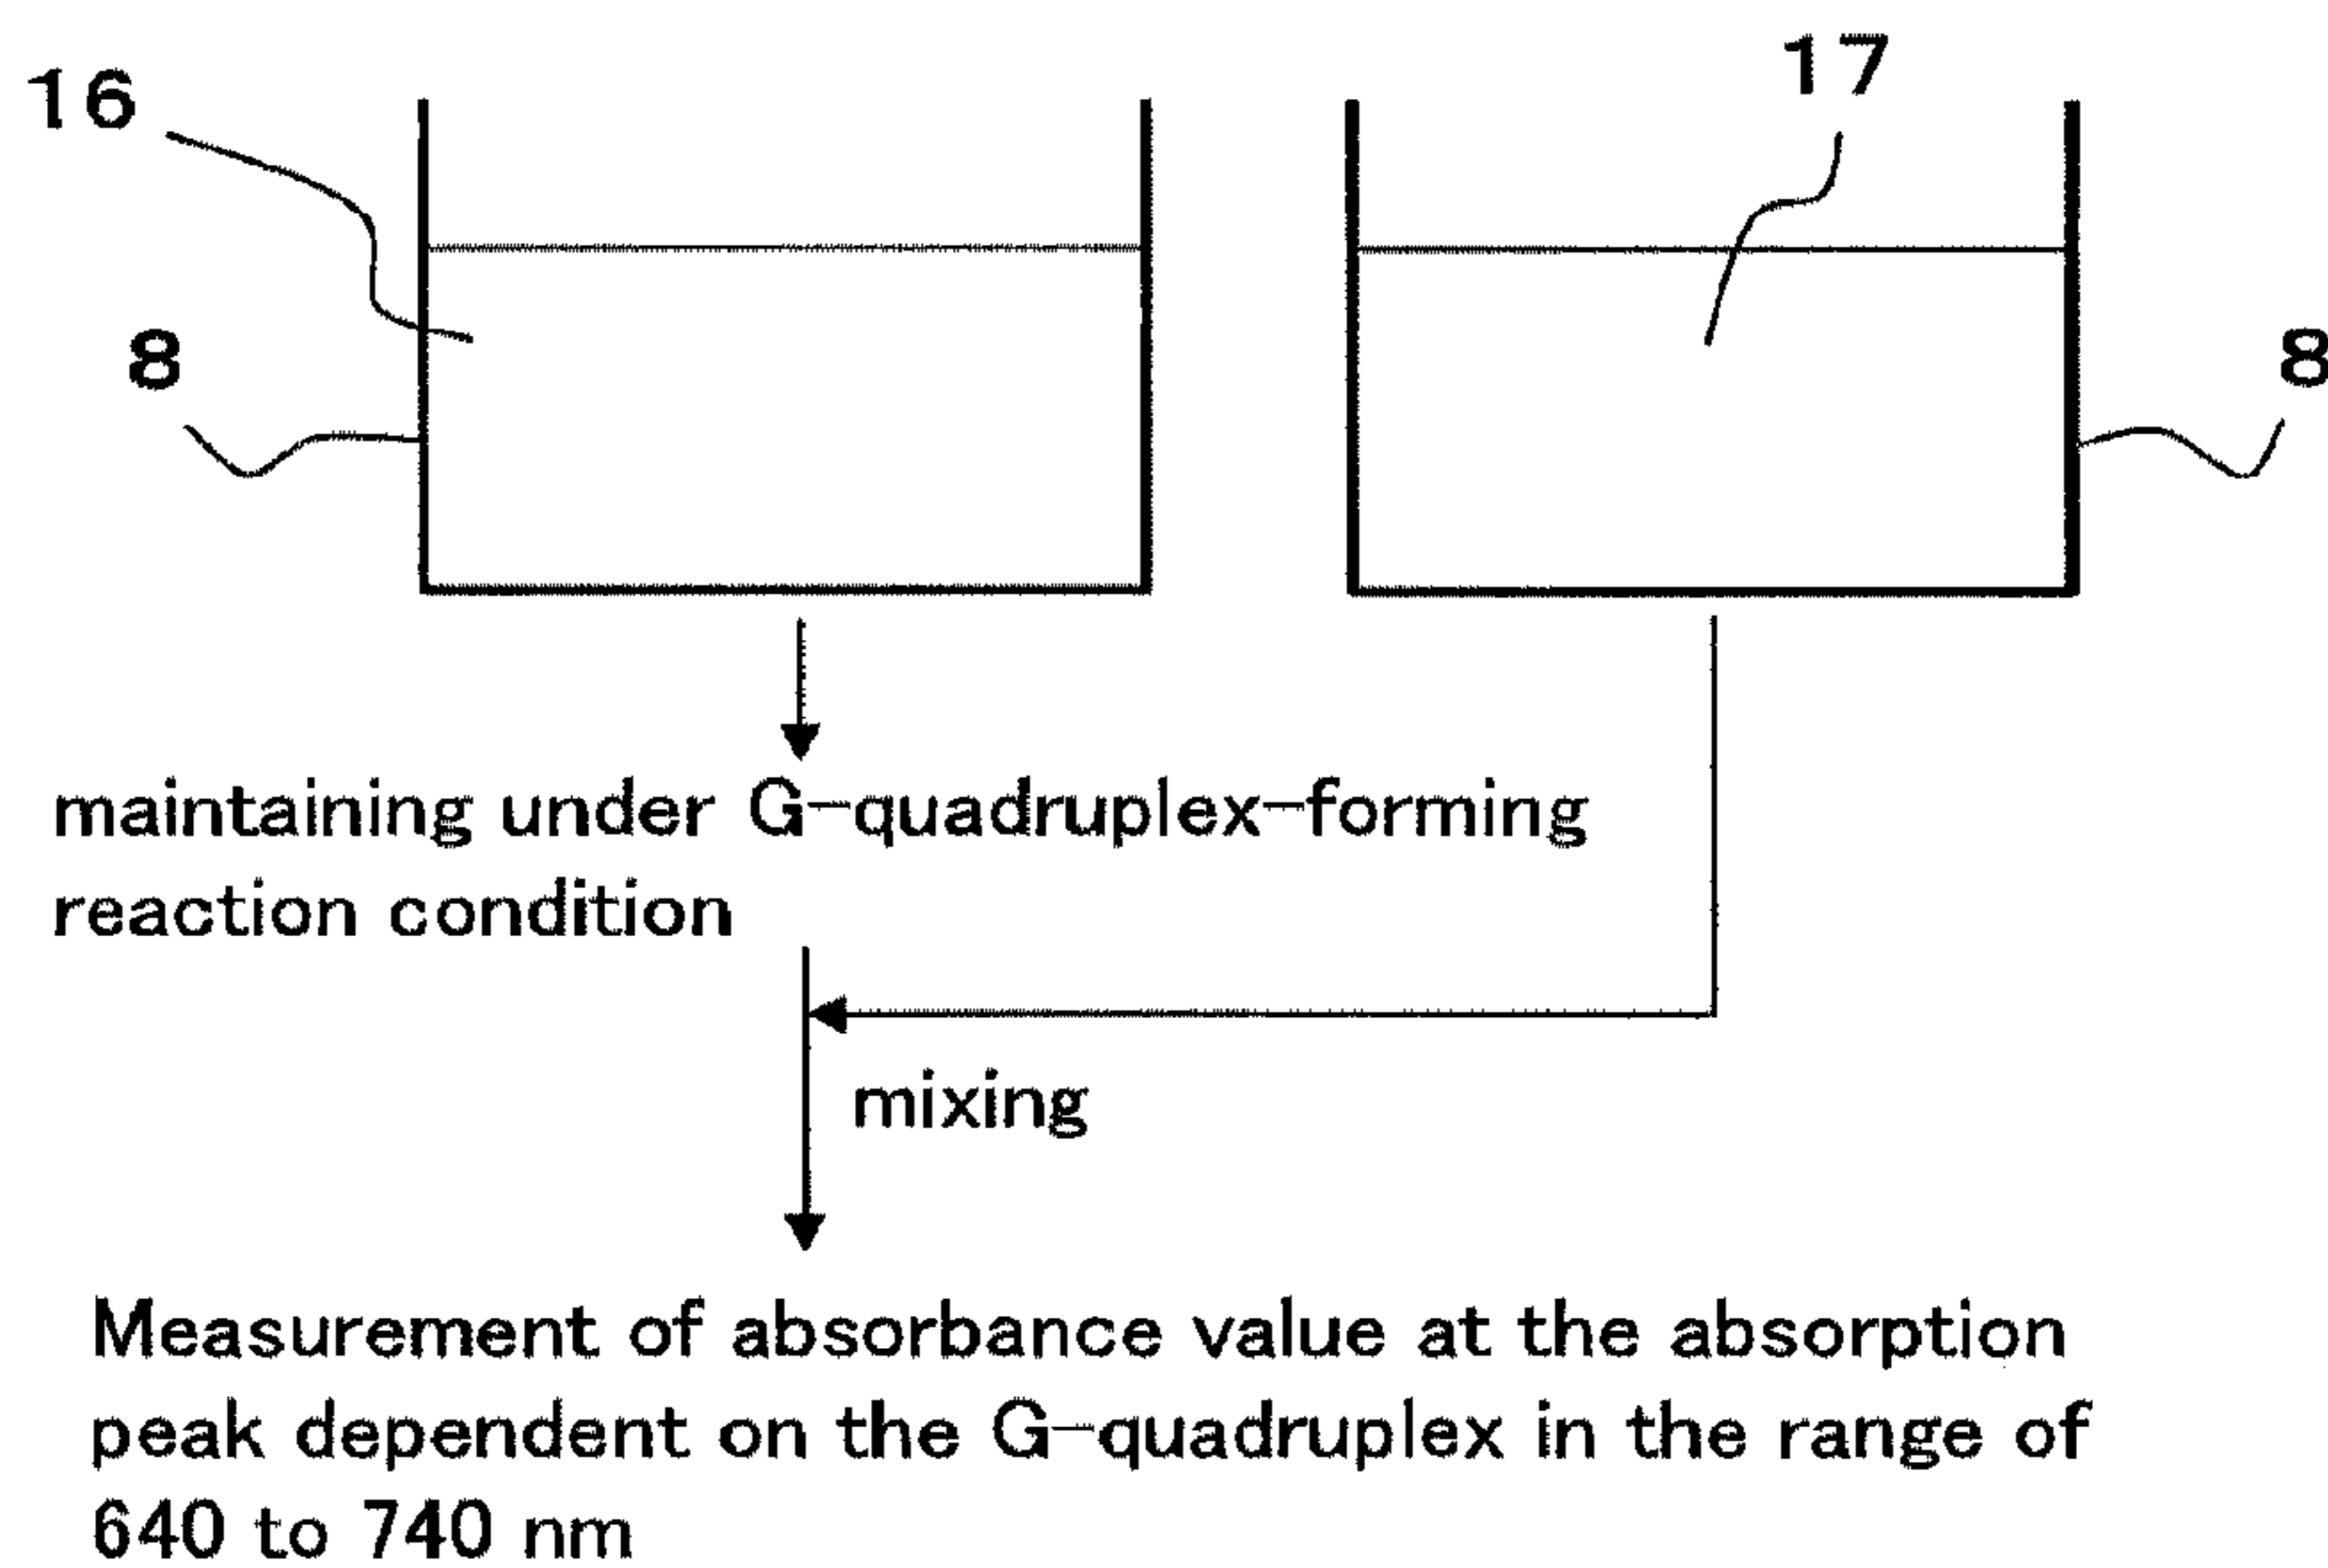 16
17
8
8
maintaining under G-quadruplex-forming
reaction condition
mixing
Measurement of absorbance value at the absorption
peak dependent on the G-quadruplex in the range of
640 to 740 nm